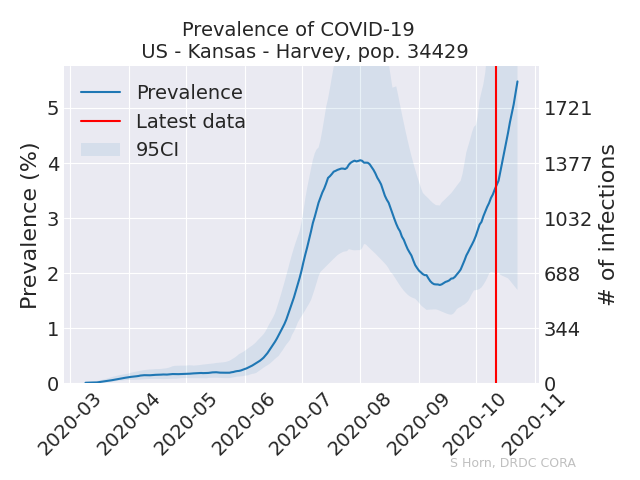 Prevalence of COVID-19
US - Kansas - Harvey, pop. 34429
Prevalence
Latest data
95CI
Prevalence (%)
5
4
3
2
1
0
1721
1377
1032
688
344
0
# of infections
2020-03
2020-04
2020-05
2020-06
2020-07
2020-08
2020-09
2020-10
2020-11
S Horn, DRDC CORA